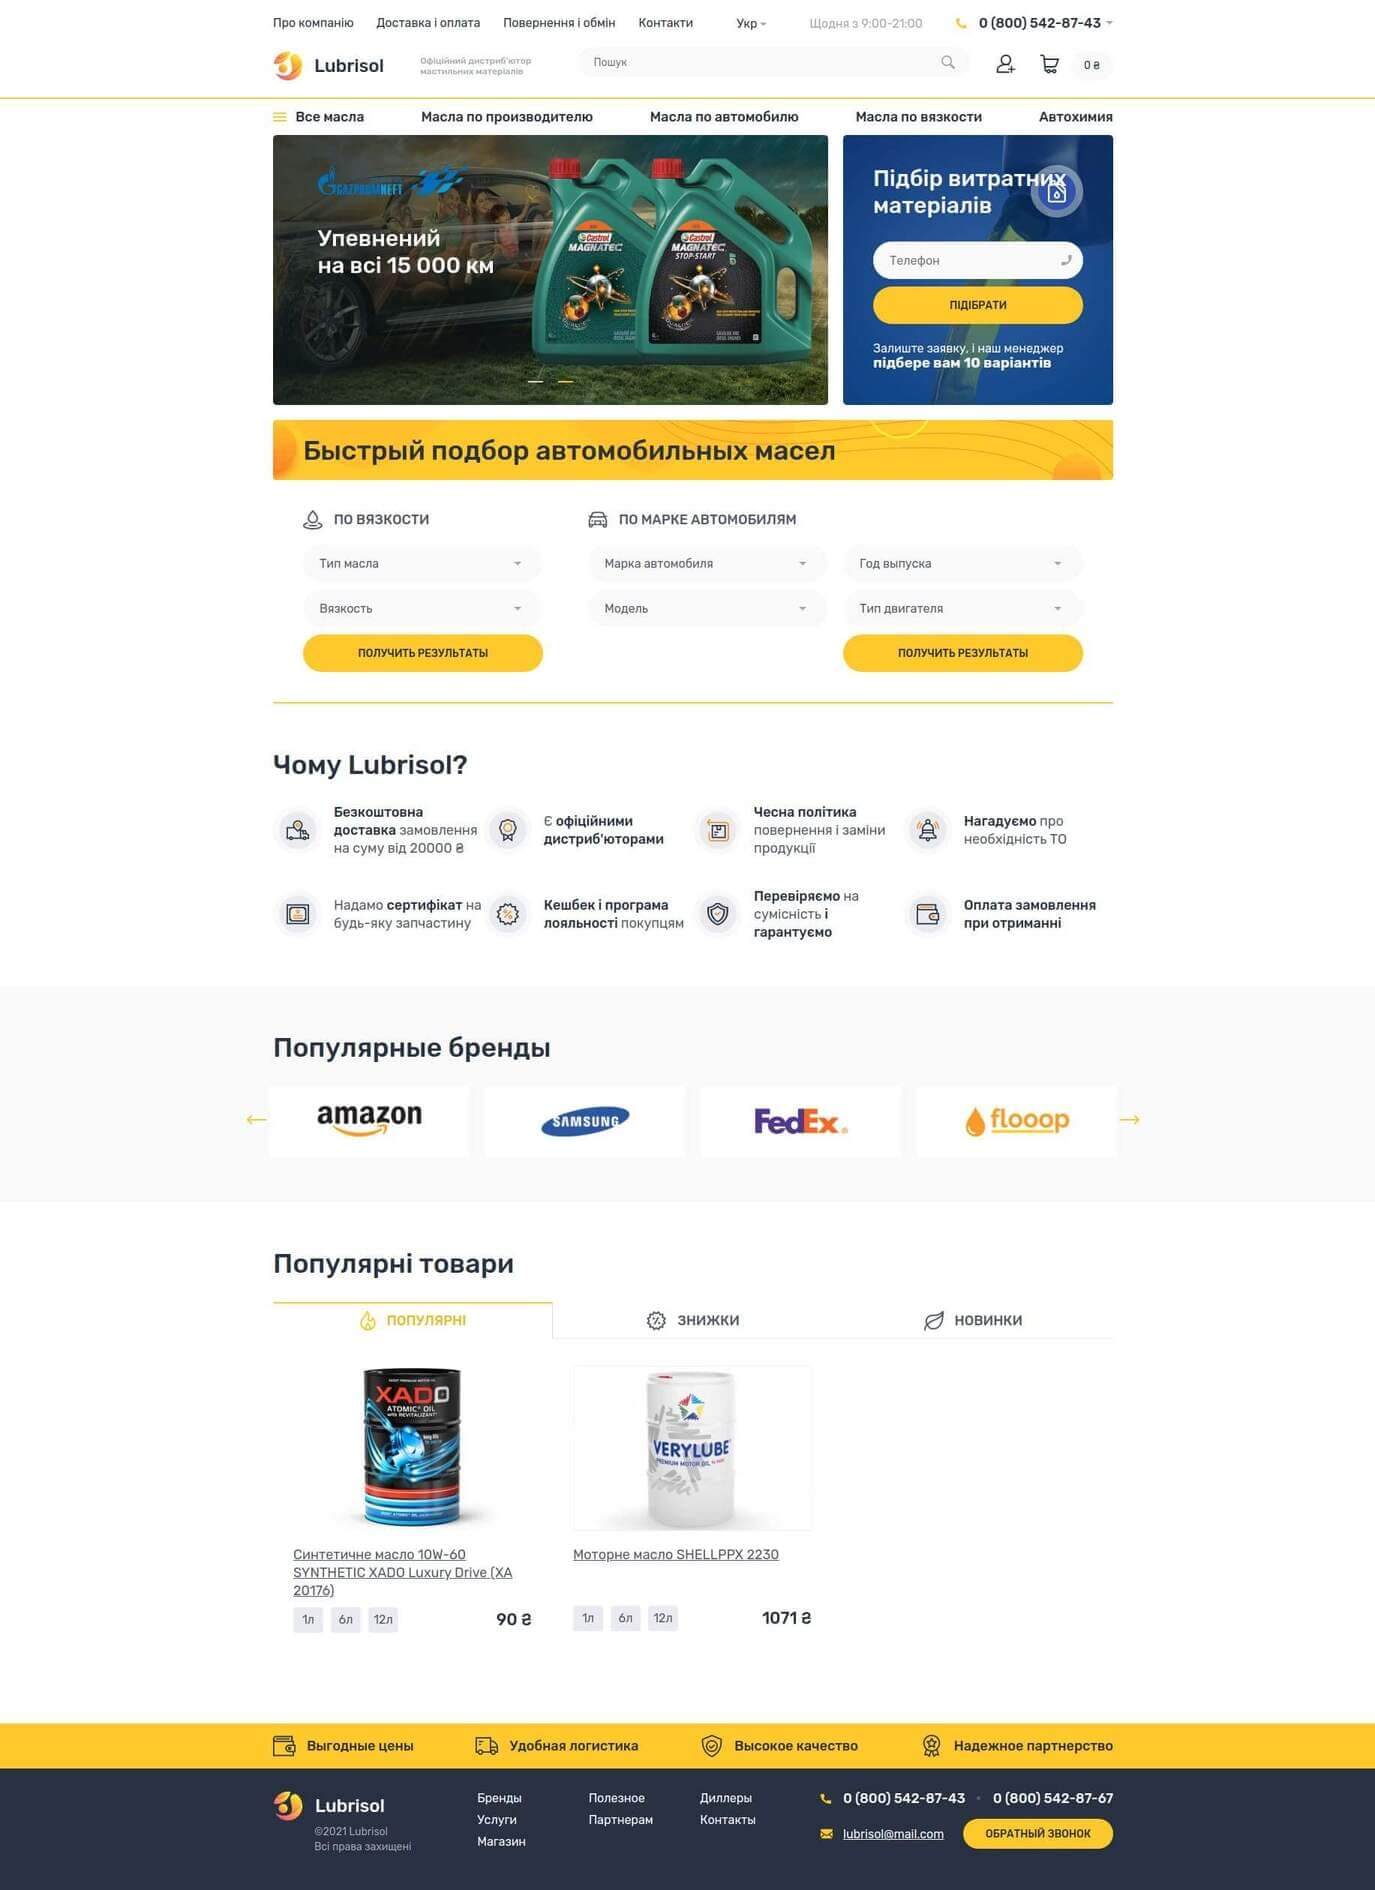 Про компанію Доставка і оплата Повернення і обмін Контакти Укр Щодня з 9:00-21:00 0 (800) 542-87-43
Lubrisol
Офіційний дистриб'ютор
мастильних матеріалів
Пошук
0 ₴
Все масла Масла по производителю Масла по автомобилю Масла по вязкости Автохимия
GAZPROMNEFT
Упевнений
на всі 15 000 км
Castrol
MAGNATEC
Castrol
MAGNATEC
STOP-START
Підбір витратних
матеріалів
Телефон
ПІДІБРАТИ
Залиште заявку, і наш менеджер
підбере вам 10 варіантів
Быстрый подбор автомобильных масел
ПО ВЯЗКОСТИ
Тип масла
Вязкость
ПОЛУЧИТЬ РЕЗУЛЬТАТЫ
ПО МАРКЕ АВТОМОБИЛЯМ
Марка автомобиля Год выпуска
Модель Тип двигателя
ПОЛУЧИТЬ РЕЗУЛЬТАТЫ
Чому Lubrisol?
Безкоштовна
доставка замовлення
на суму від 20000 ₴
Є офіційними
дистриб'юторами
Чесна політика
повернення і заміни
продукції
Нагадуємо про
необхідність ТО
Надамо сертифікат на
будь-яку запчастину
Кешбек і програма
лояльності покупцям
Перевіряємо на
сумісність і
гарантуємо
Оплата замовлення
при отриманні
Популярные бренды
amazon
SAMSUNG
FedEx
flooop
Популярні товари
ПОПУЛЯРНІ ЗНИЖКИ НОВИНКИ
XADO
ATOMIC OIL
with REVITALIZANT
VERYLUBE
PREMIUM MOTOR OIL
Синтетичне масло 10W-60
SYNTHETIC XADO Luxury Drive (XA
20176)
1л 6л 12л 90 ₴
Моторне масло SHELLPPX 2230
1л 6л 12л 1071 ₴
Выгодные цены Удобная логистика Высокое качество Надежное партнерство
Lubrisol
©2021 Lubrisol
Всі права захищені
Бренды
Услуги
Магазин
Полезное
Партнерам
Диллеры
Контакты
0 (800) 542-87-43 0 (800) 542-87-67
lubrisol@mail.com
ОБРАТНЫЙ ЗВОНОК